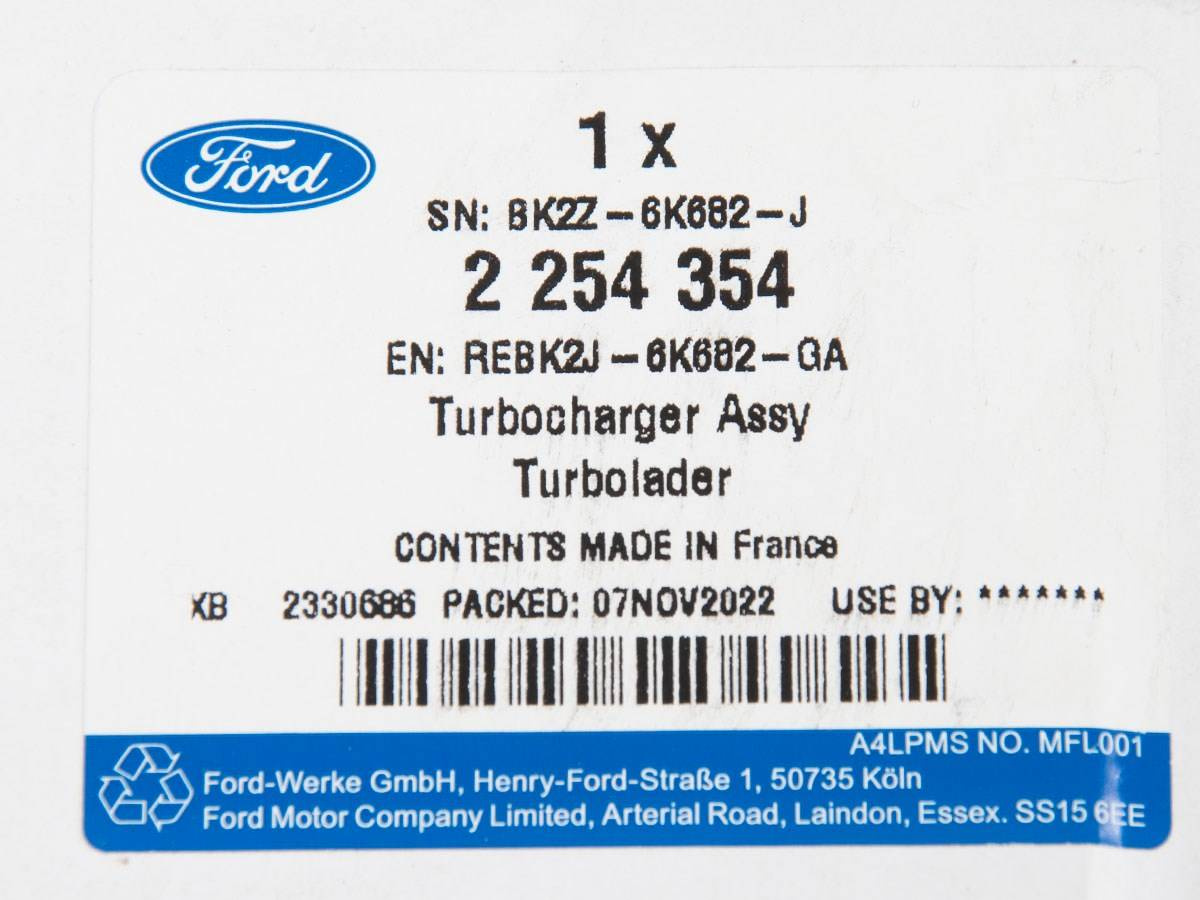 Ford
1 x
SN: BK2Z-6K682-J
2 254 354
EN: REBK2J-6K682-GA
Turbocharger Assy
Turbolader
CONTENTS MADE IN France
XB 2330686 PACKED: 07NOV2022 USE BY: *******
A4LPMS NO. MFL001
Ford-Werke GmbH, Henry-Ford-Straße 1, 50735 Köln
Ford Motor Company Limited, Arterial Road, Laindon, Essex. SS15 6EE